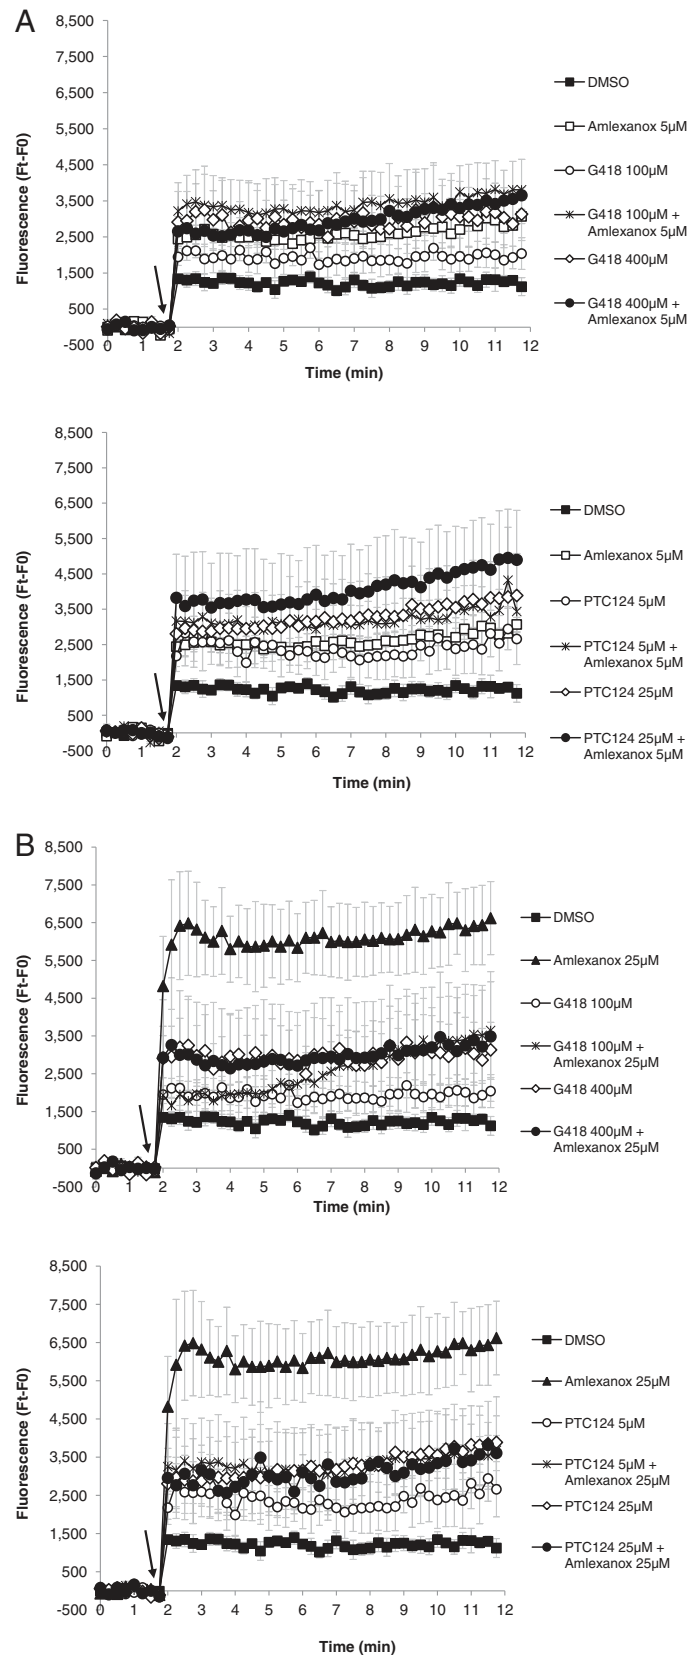 A
8,500
7,500
6,500
5,500
4,500
3,500
2,500
1,500
500
-500
Fluorescence (Ft-F0)
0 1 2 3 4 5 6 7 8 9 10 11 12
Time (min)
DMSO
Amlexanox 5µM
G418 100µM
G418 100µM +
Amlexanox 5µM
G418 400µM
G418 400µM +
Amlexanox 5µM
8,500
7,500
6,500
5,500
4,500
3,500
2,500
1,500
500
-500
Fluorescence (Ft-F0)
0 1 2 3 4 5 6 7 8 9 10 11 12
Time (min)
DMSO
Amlexanox 5µM
PTC124 5µM
PTC124 5µM +
Amlexanox 5µM
PTC124 25µM
PTC124 25µM +
Amlexanox 5µM
B
8,500
7,500
6,500
5,500
4,500
3,500
2,500
1,500
500
-500
Fluorescence (Ft-F0)
0 1 2 3 4 5 6 7 8 9 10 11 12
Time (min)
DMSO
Amlexanox 25µM
G418 100µM
G418 100µM +
Amlexanox 25µM
G418 400µM
G418 400µM +
Amlexanox 25µM
8,500
7,500
6,500
5,500
4,500
3,500
2,500
1,500
500
-500
Fluorescence (Ft-F0)
0 1 2 3 4 5 6 7 8 9 10 11 12
Time (min)
DMSO
Amlexanox 25µM
PTC124 5µM
PTC124 5µM +
Amlexanox 25µM
PTC124 25µM
PTC124 25µM +
Amlexanox 25µM